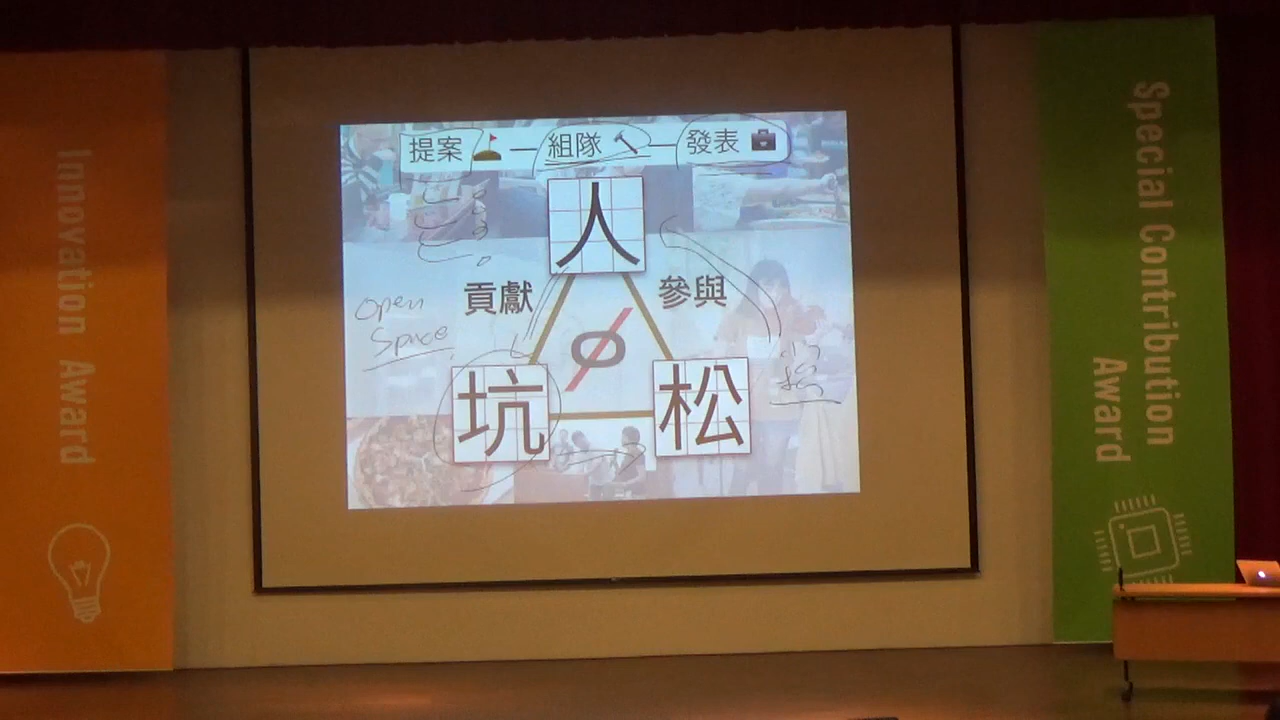 Innovation Award
提案 — 組隊 — 發表
人
貢獻 參與
open
Space
坑 松
Special Contribution
Award